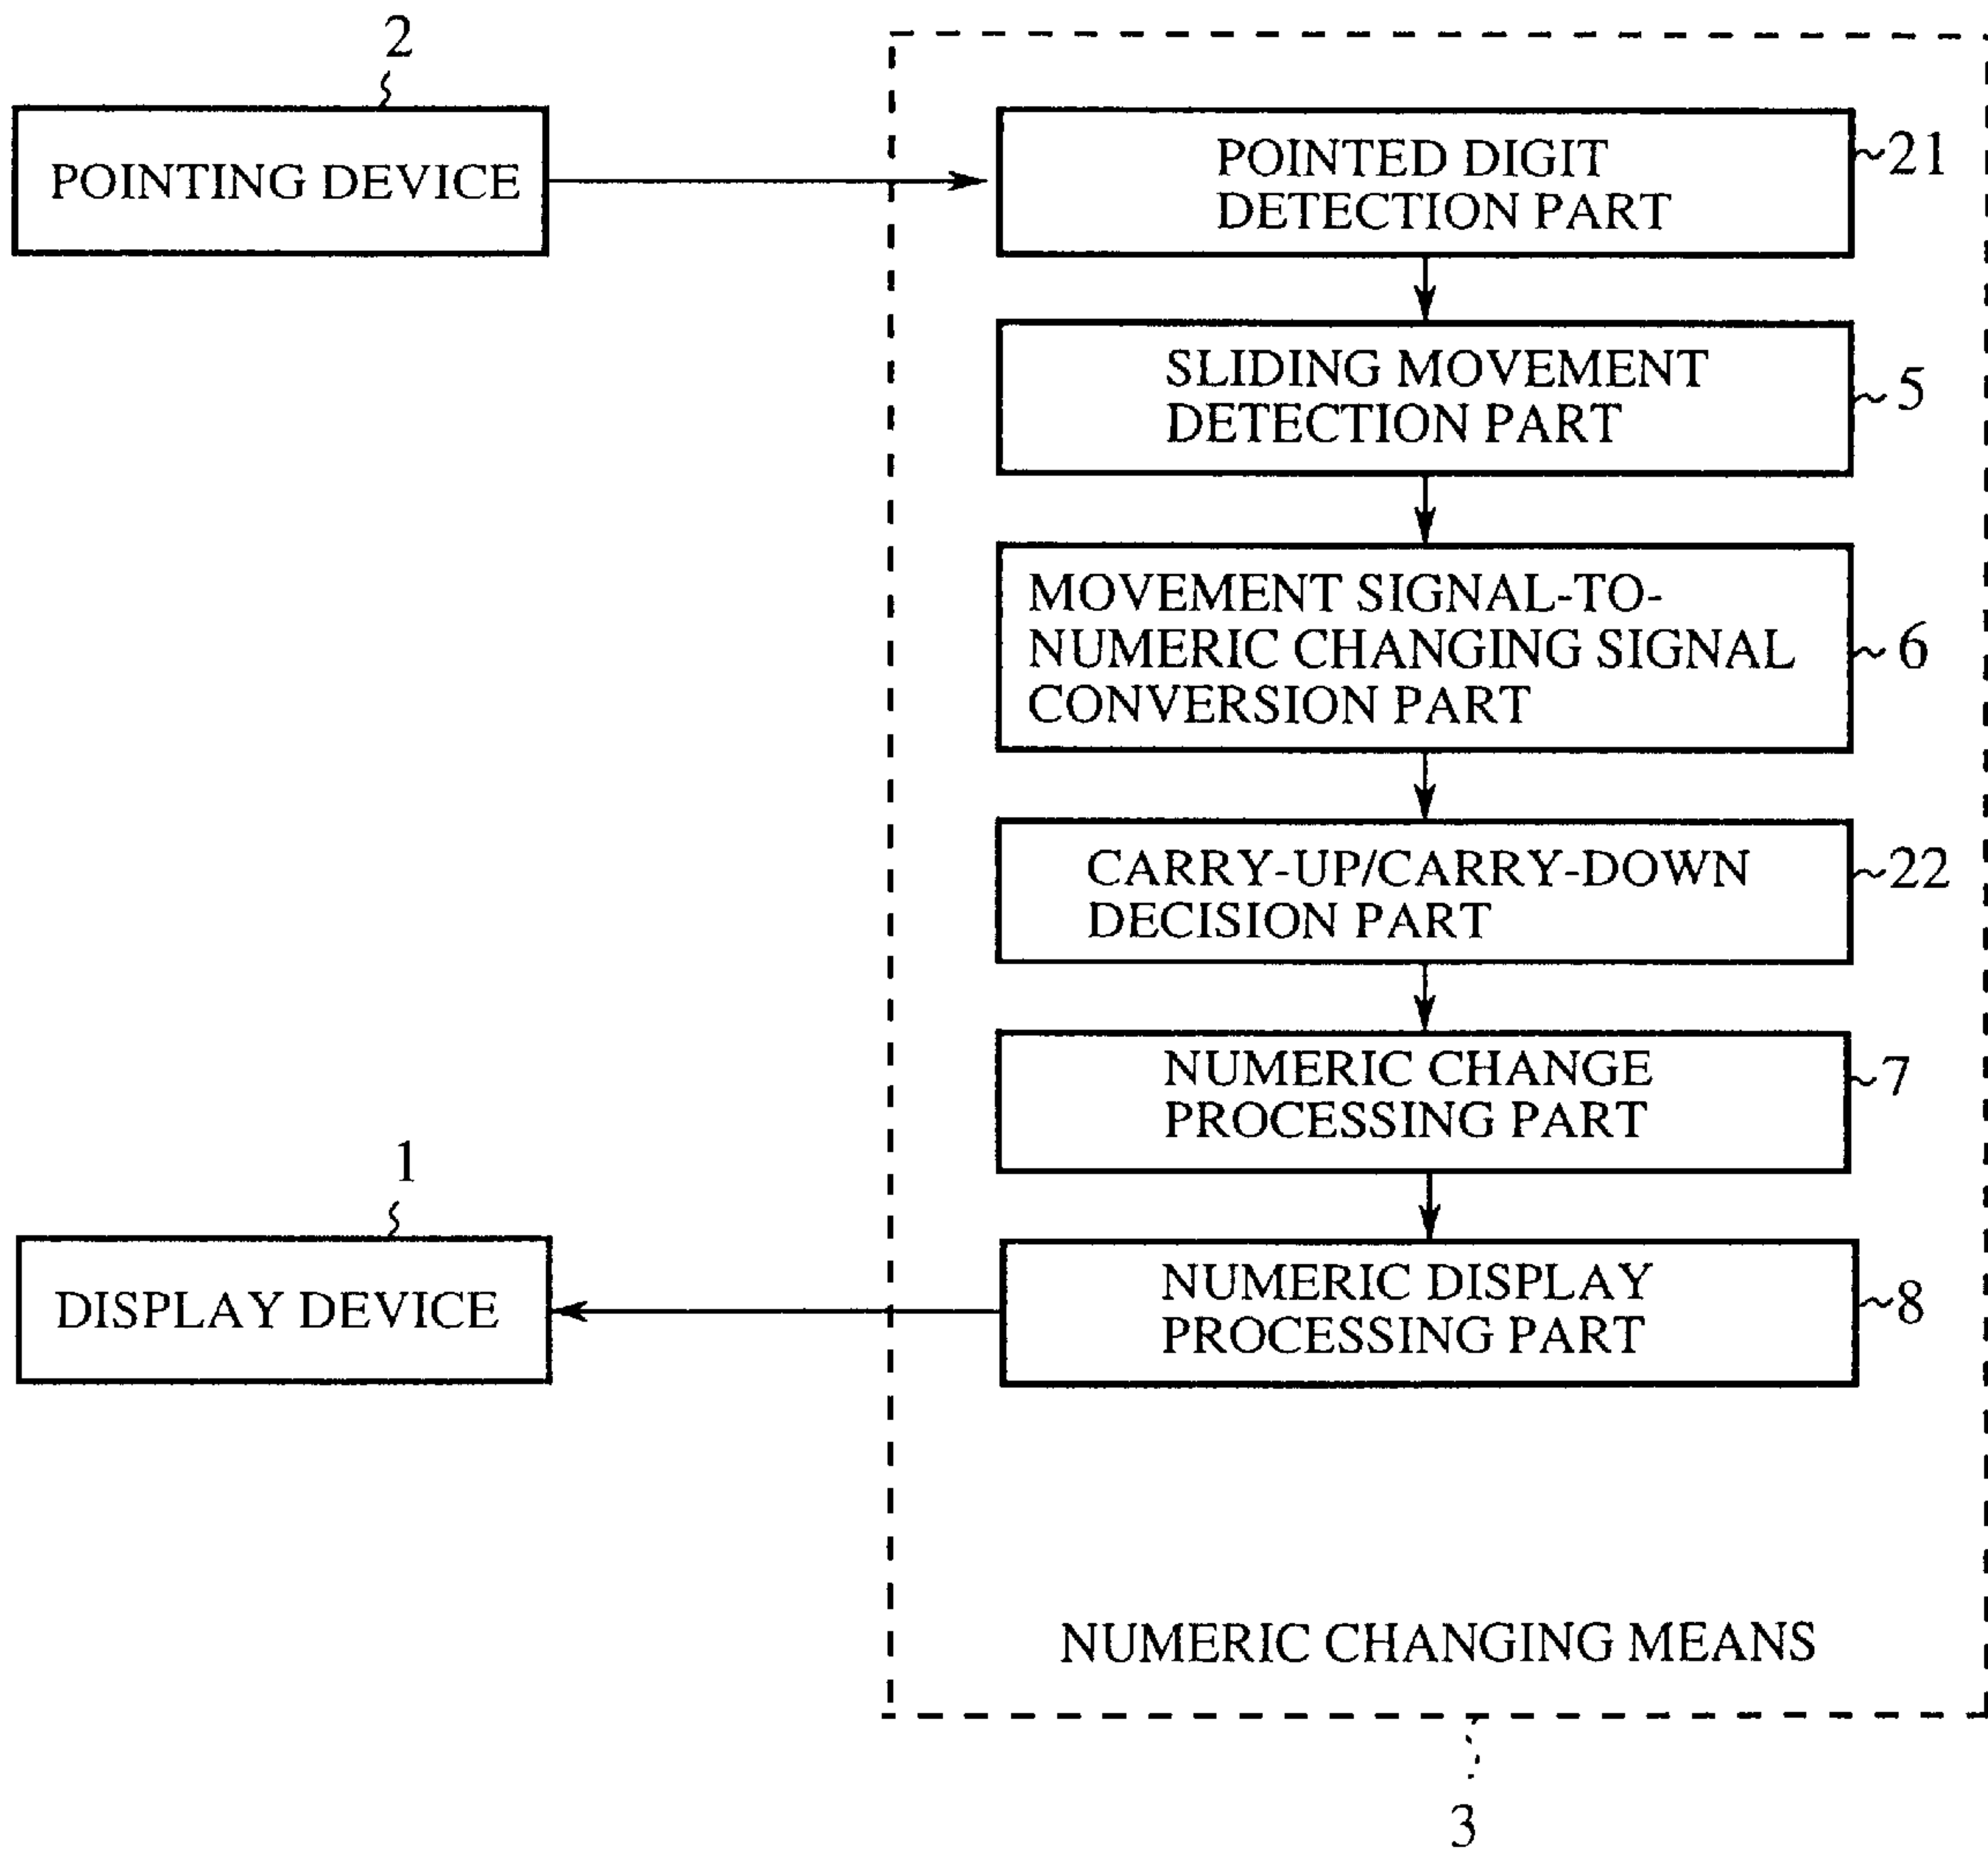 2
POINTING DEVICE
POINTED DIGIT
DETECTION PART
21
SLIDING MOVEMENT
DETECTION PART
5
MOVEMENT SIGNAL-TO-
NUMERIC CHANGING SIGNAL
CONVERSION PART
6
CARRY-UP/CARRY-DOWN
DECISION PART
22
NUMERIC CHANGE
PROCESSING PART
7
1
DISPLAY DEVICE
NUMERIC DISPLAY
PROCESSING PART
8
NUMERIC CHANGING MEANS
3